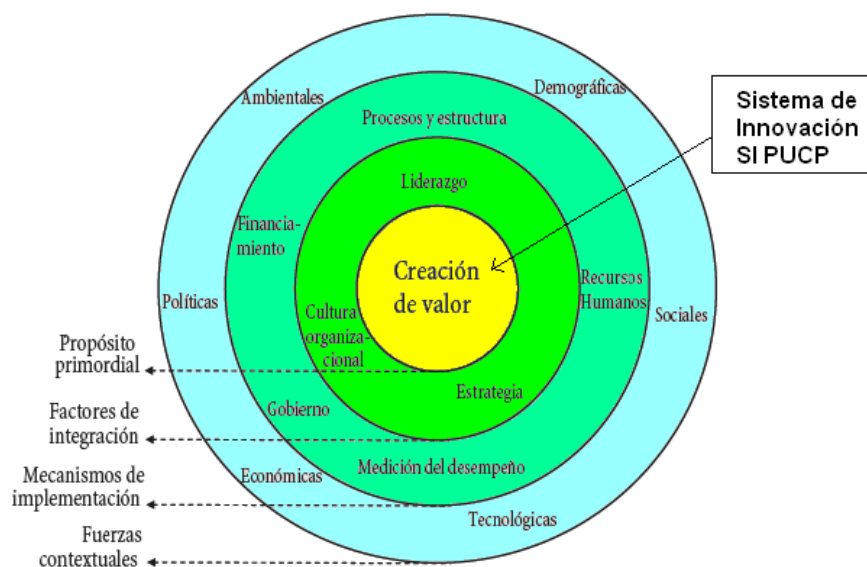 Ambientales
Demográficas
Sistema de
Innovación
SI PUCP
Procesos y estructura
Liderazgo
Financia-
miento
Creación
de valor
Recursos
Humanos
Políticas
Sociales
Cultura
organiza-
cional
Propósito
primordial
Estrategia
Gobierno
Factores de
integración
Medición del desempeño
Económicas
Mecanismos de
implementación
Tecnológicas
Fuerzas
contextuales